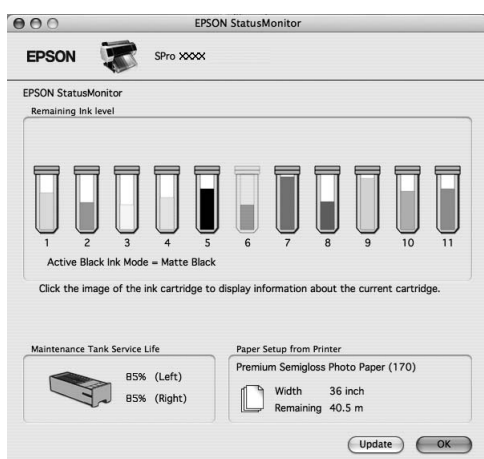 EPSON StatusMonitor
EPSON
SPro XXXX
EPSON StatusMonitor
Remaining Ink level
1 2 3 4 5 6 7 8 9 10 11
Active Black Ink Mode = Matte Black
Click the image of the ink cartridge to display information about the current cartridge.
Maintenance Tank Service Life
85% (Left)
85% (Right)
Paper Setup from Printer
Premium Semigloss Photo Paper (170)
Width 36 inch
Remaining 40.5 m
Update OK